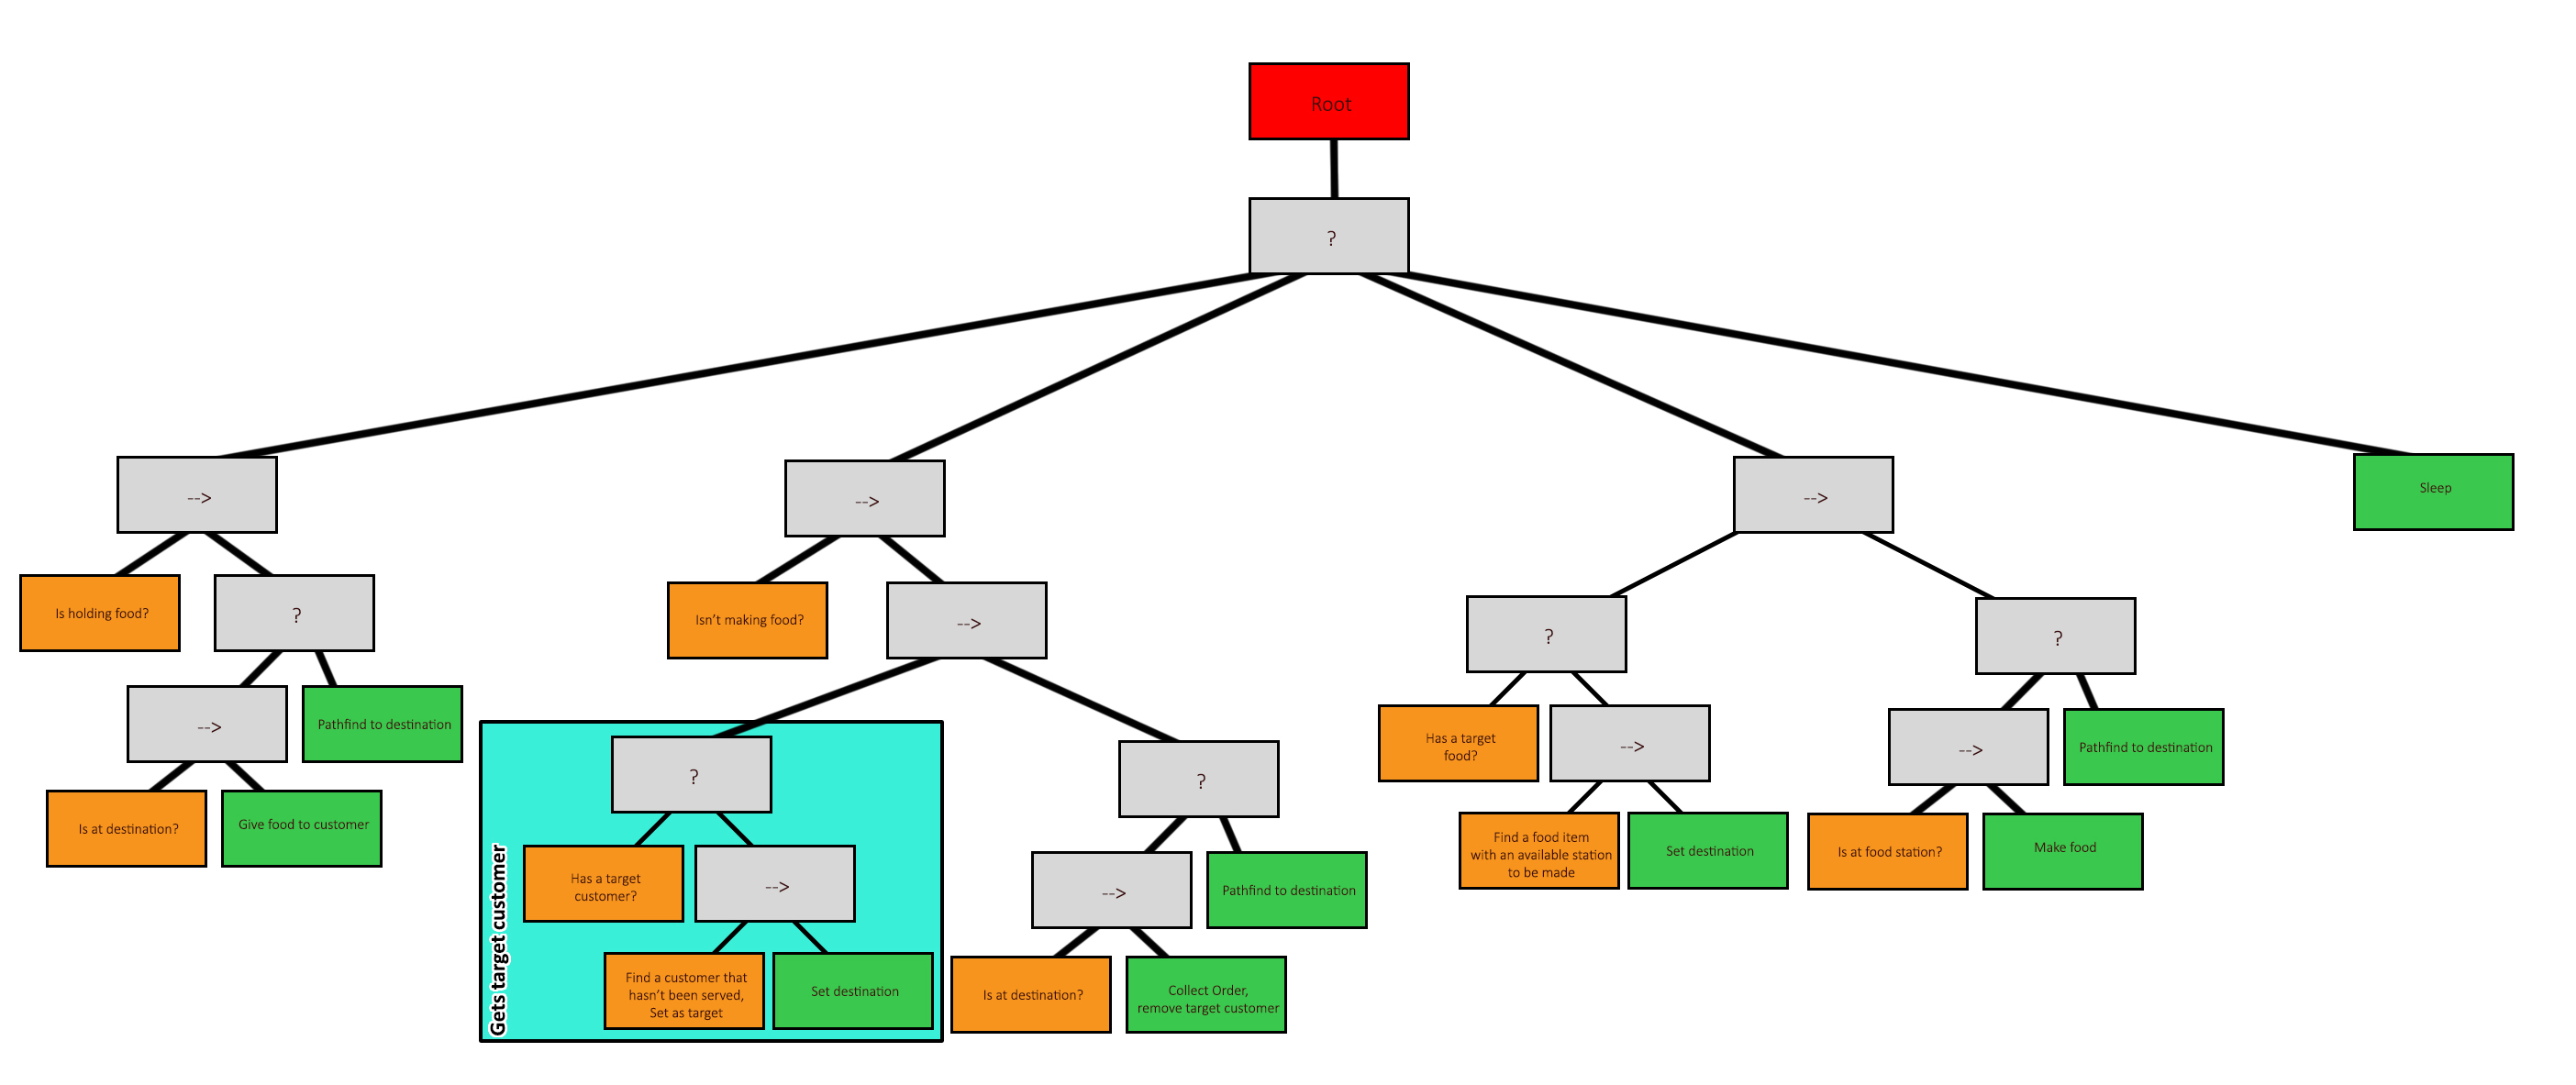 Root
?
-->
-->
-->
Sleep
Is holding food?
?
Isn't making food?
-->
?
?
-->
Pathfind to destination
Has a target
food?
-->
-->
Pathfind to destination
Is at destination?
Give food to customer
?
?
Find a food item
with an available station
to be made
Set destination
Is at food station?
Make food
Gets target customer
Has a target
customer?
-->
-->
Pathfind to destination
Find a customer that
hasn't been served,
Set as target
Set destination
Is at destination?
Collect Order,
remove target customer